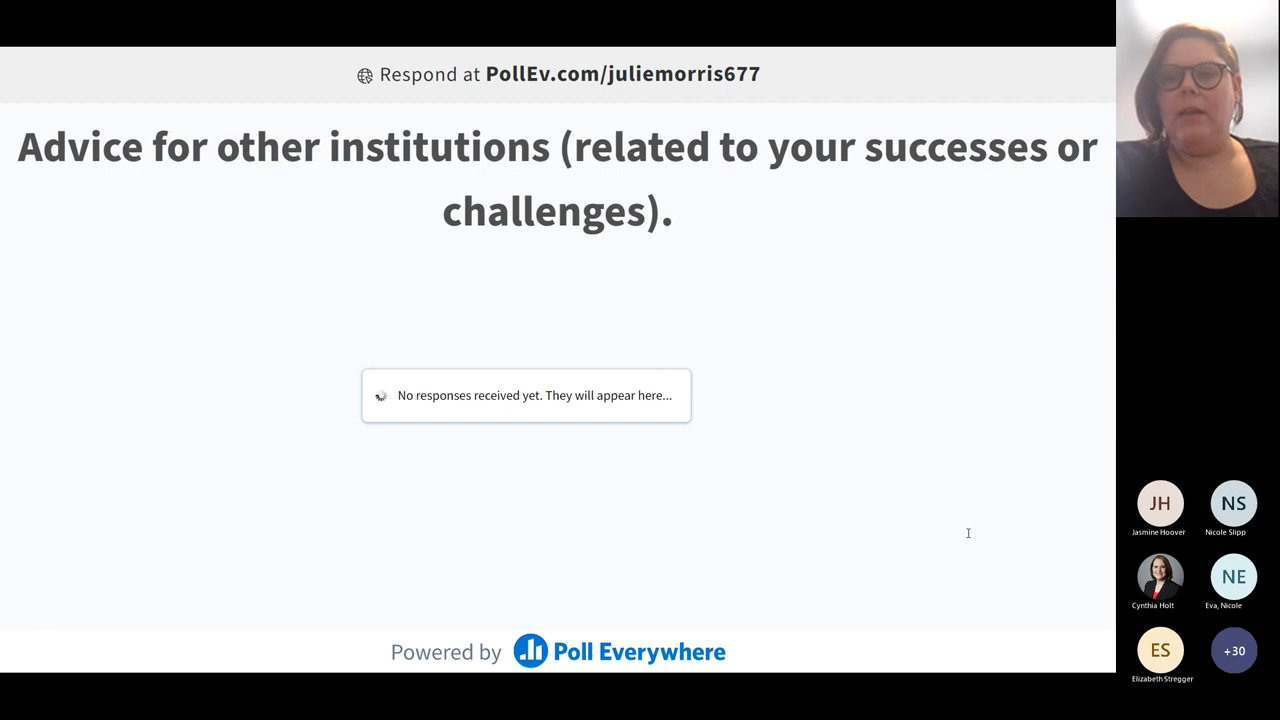 Respond at PollEv.com/juliemorris677
Advice for other institutions (related to your successes or
challenges).
No responses received yet. They will appear here...
Powered by Poll Everywhere
JH
Jasmine Hoover
NS
Nicole Slipp
Cynthia Holt
NE
Eva, Nicole
ES
Elizabeth Stregger
+30